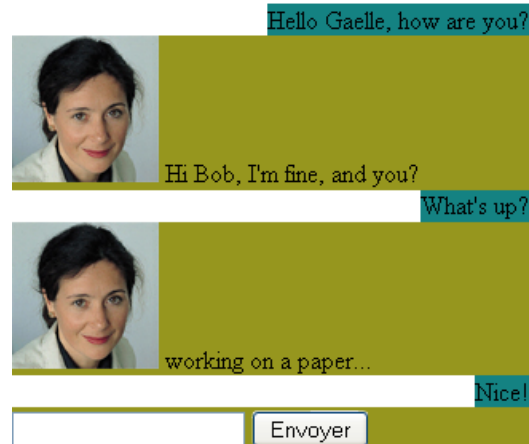 Hello Gaelle, how are you?
Hi Bob, I'm fine, and you?
What's up?
working on a paper...
Nice!
Envoyer